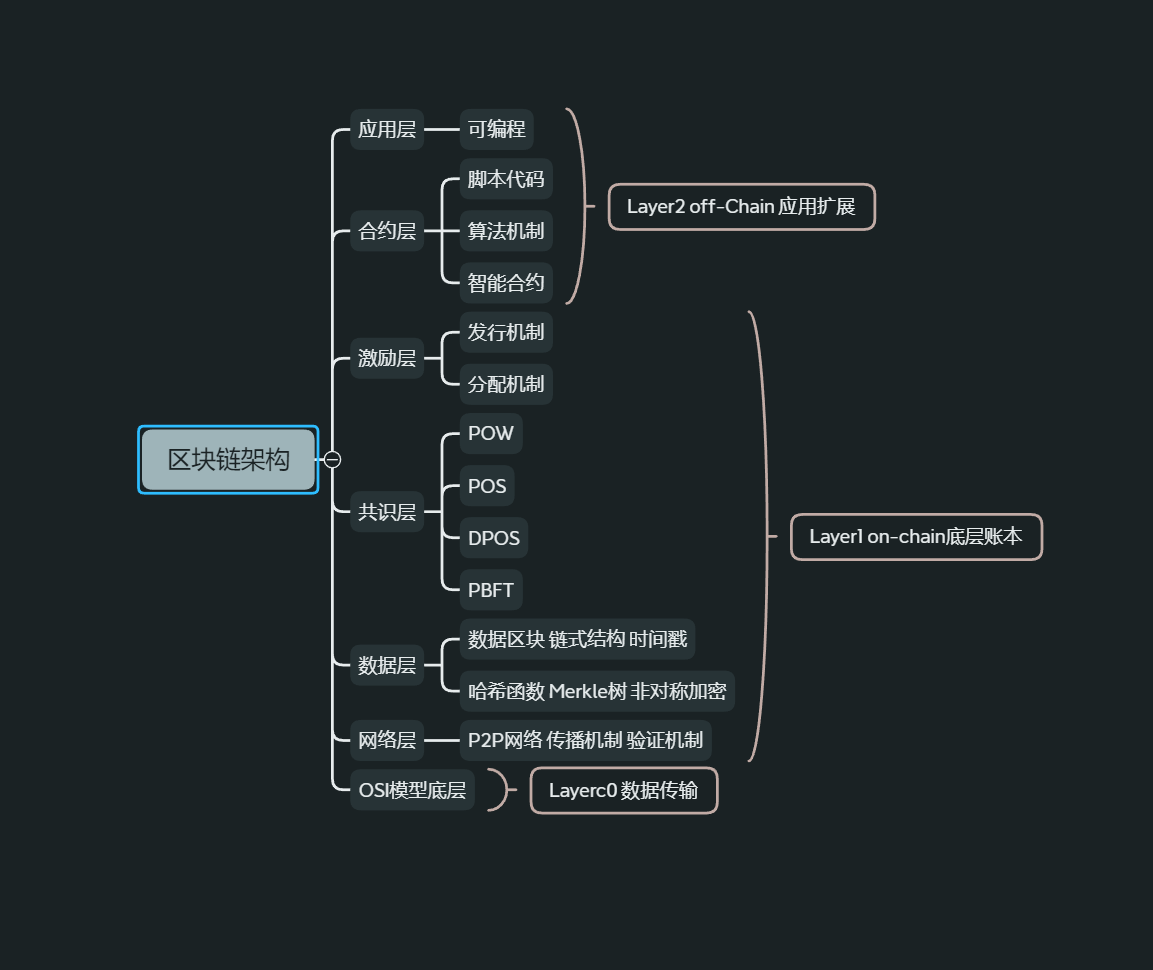 应用层
可编程
脚本代码
Layer2 off-Chain 应用扩展
合约层
算法机制
智能合约
发行机制
激励层
分配机制
POW
区块链架构
POS
共识层
DPOS
Layer1 on-chain底层账本
PBFT
数据区块 链式结构 时间戳
数据层
哈希函数 Merkle树 非对称加密
网络层
P2P网络 传播机制 验证机制
OSI模型底层
Layerc0 数据传输